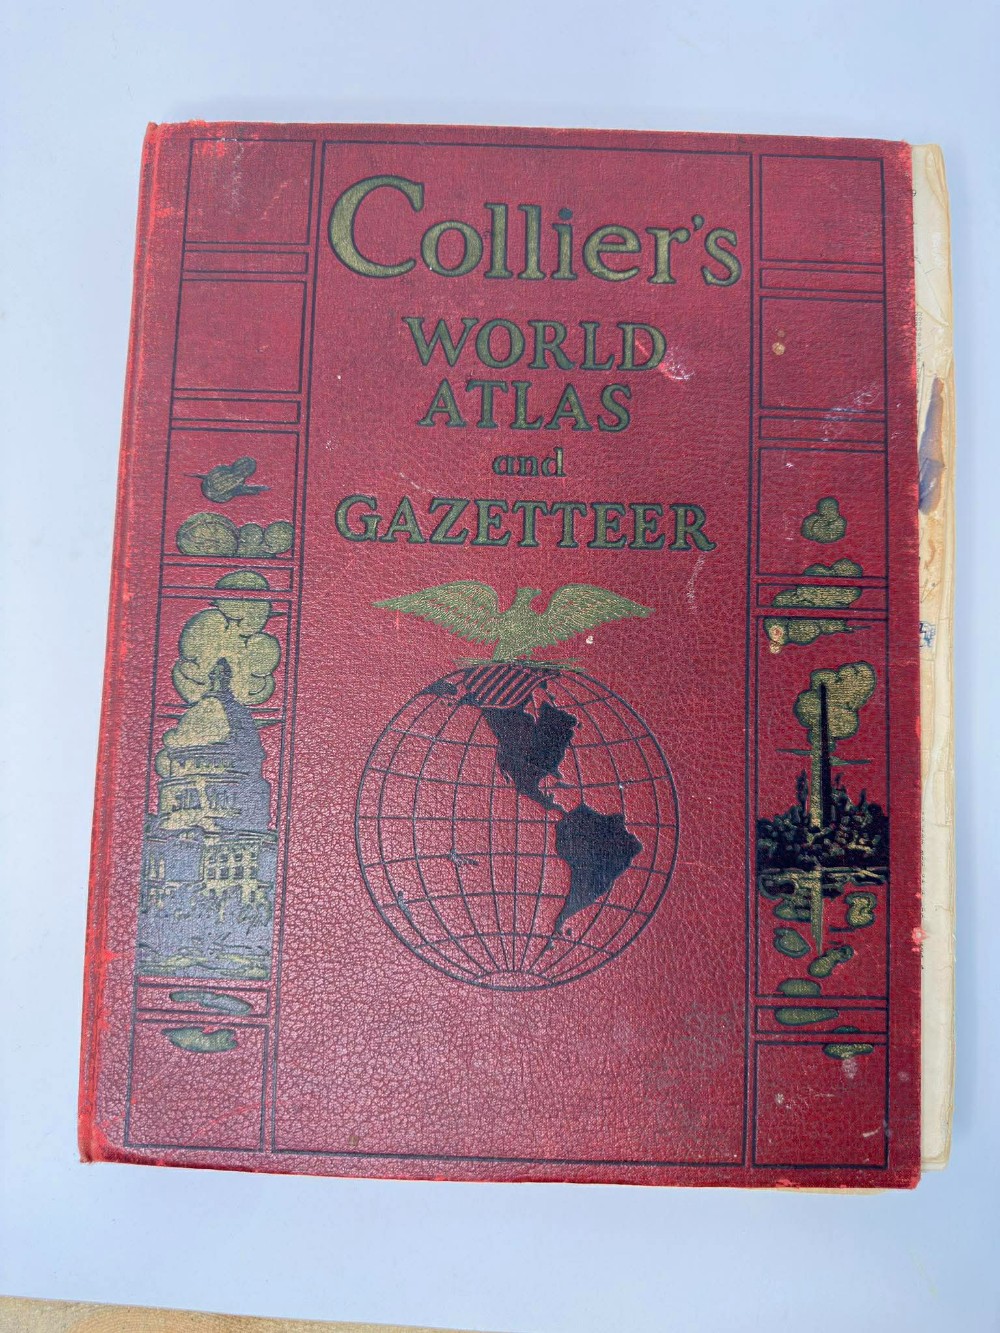 Collier's
WORLD
ATLAS
and
GAZETTEER